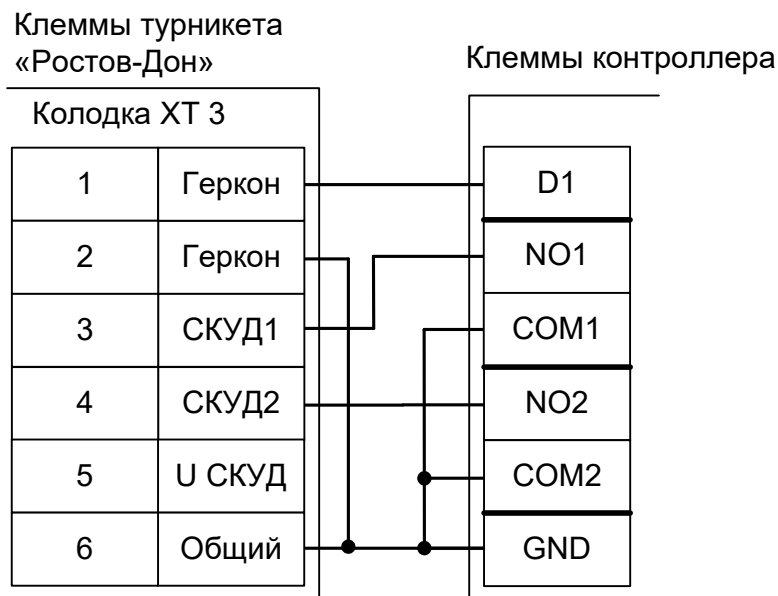 Клеммы турникета
«Ростов-Дон»
Клеммы контроллера
Колодка XT 3
1 Геркон D1
2 Геркон NO1
3 СКУД1 COM1
4 СКУД2 NO2
5 U СКУД COM2
6 Общий GND